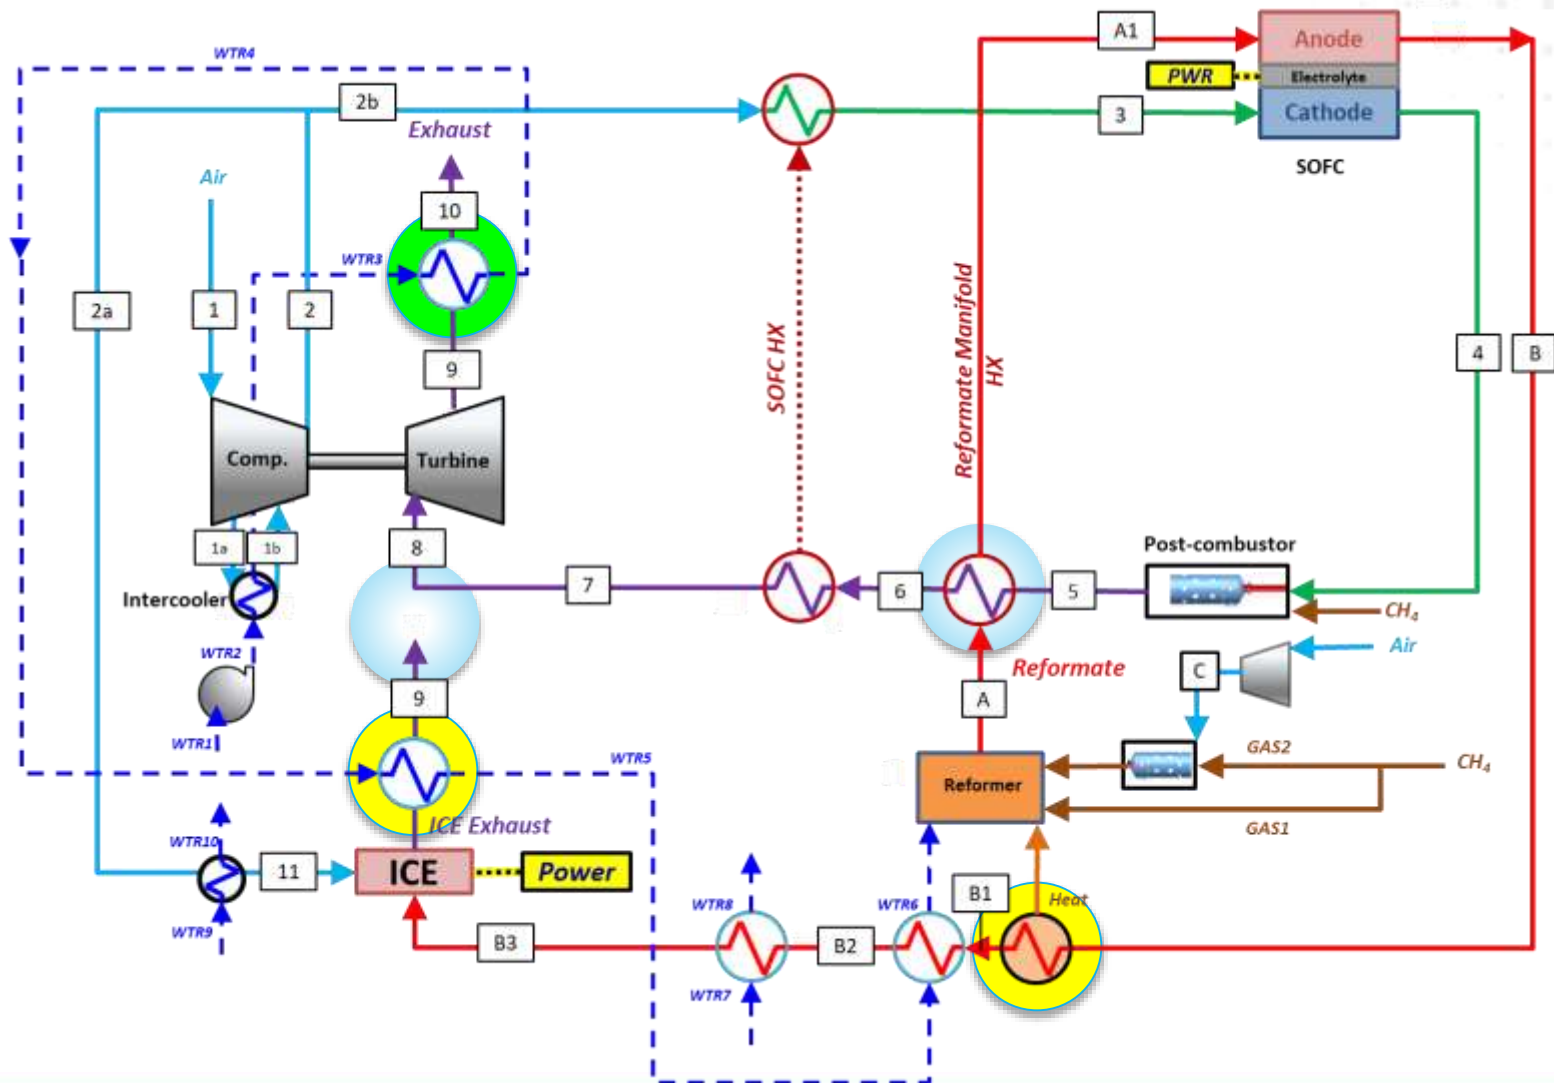 WTR4
A1
Anode
2b
PWR
Electrolyte
Exhaust
3
Cathode
Air
SOFC
10
WTR3
2a
1
2
SOFC HX
Reformate Manifold
HX
4
B
9
Comp.
Turbine
1a
1b
8
Post-combustor
7
6
5
Intercooler
CH4
WTR2
Reformate
Air
C
9
A
WTR1
WTR5
GAS2
CH4
Reformer
ICE Exhaust
GAS1
WTR10
11
ICE
Power
WTR8
WTR6
B1
Heat
WTR9
B3
B2
WTR7